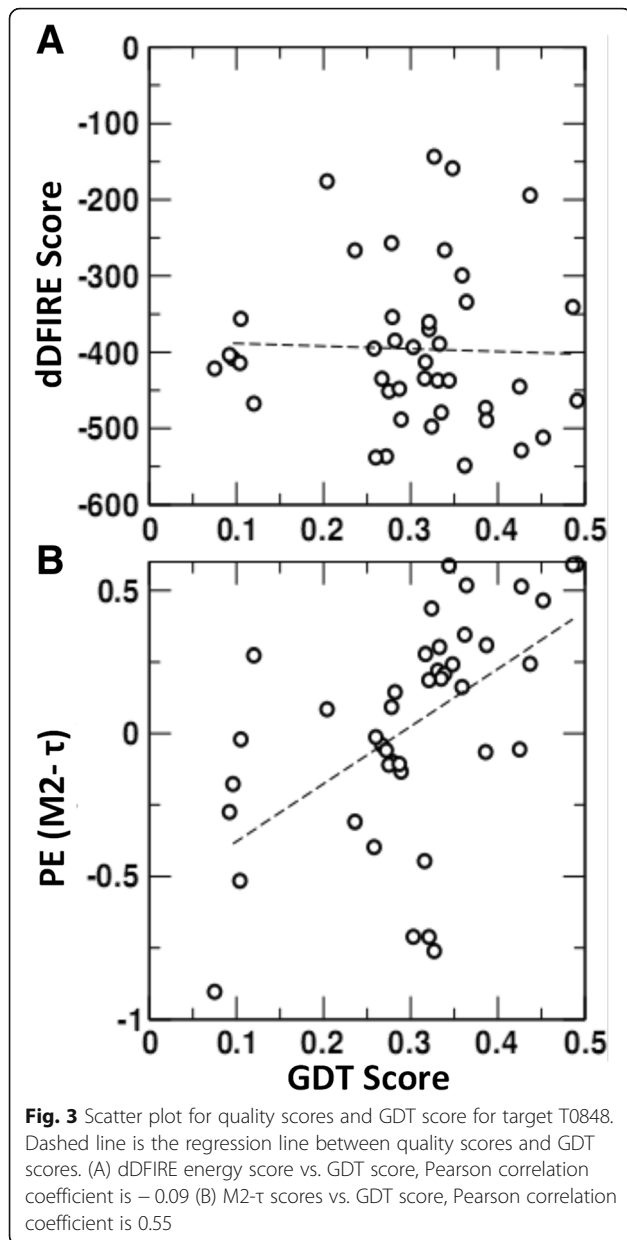 A
0
-100
-200
-300
-400
-500
-600
dDFIRE Score
0 0.1 0.2 0.3 0.4 0.5
B
0.5
0
-0.5
-1
PE (M2- τ)
0 0.1 0.2 0.3 0.4 0.5
GDT Score
Fig. 3 Scatter plot for quality scores and GDT score for target T0848.
Dashed line is the regression line between quality scores and GDT
scores. (A) dDFIRE energy score vs. GDT score, Pearson correlation
coefficient is − 0.09 (B) M2-τ scores vs. GDT score, Pearson correlation
coefficient is 0.55